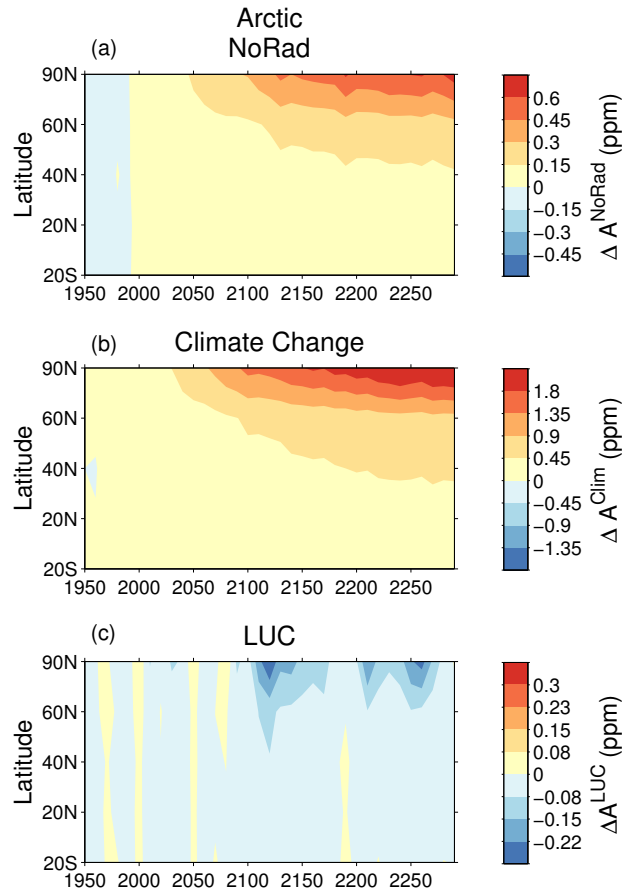 Arctic
(a)
NoRad
90N
60N
40N
20N
20S
Latitude
1950 2000 2050 2100 2150 2200 2250
0.6
0.45
0.3
0.15
0
−0.15
−0.3
−0.45
Δ A^NoRad (ppm)
(b)
Climate Change
90N
60N
40N
20N
20S
Latitude
1950 2000 2050 2100 2150 2200 2250
1.8
1.35
0.9
0.45
0
−0.45
−0.9
−1.35
Δ A^Clim (ppm)
(c)
LUC
90N
60N
40N
20N
20S
Latitude
1950 2000 2050 2100 2150 2200 2250
0.3
0.23
0.15
0.08
0
−0.08
−0.15
−0.22
ΔA^LUC (ppm)